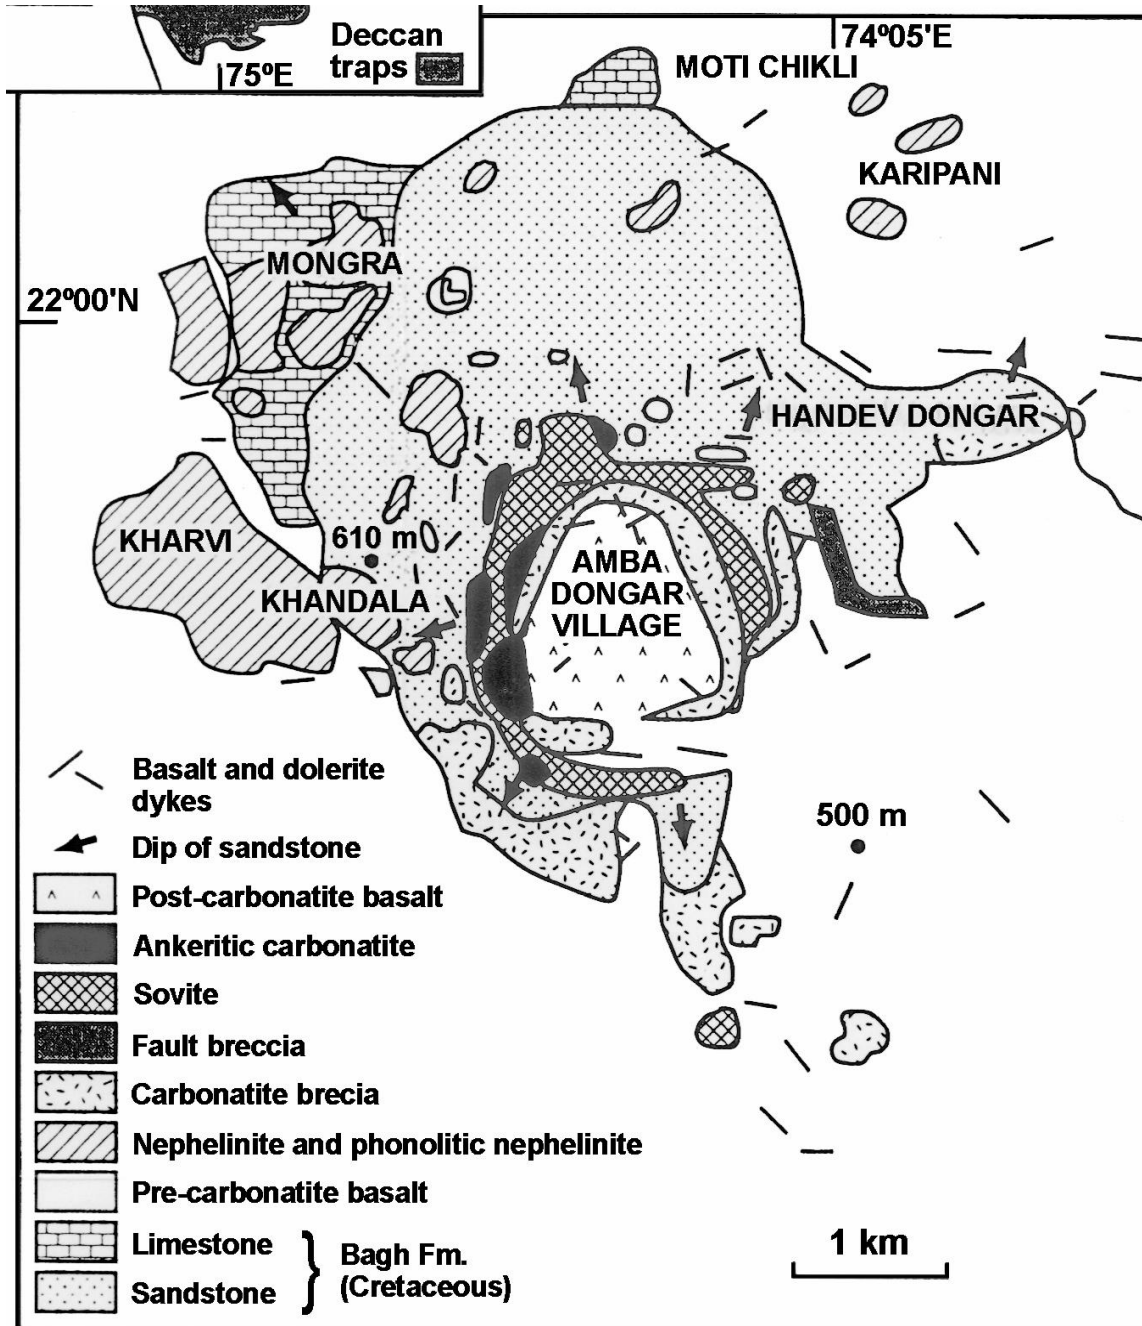 Deccan
traps
75ºE
74º05'E
MOTI CHIKLI
KARIPANI
MONGRA
22º00'N
HANDEV DONGAR
KHARVI
610 m
AMBA
DONGAR
VILLAGE
KHANDALA
Basalt and dolerite
dykes
500 m
Dip of sandstone
Post-carbonatite basalt
Ankeritic carbonatite
Sovite
Fault breccia
Carbonatite brecia
Nephelinite and phonolitic nephelinite
Pre-carbonatite basalt
Limestone
Sandstone
Bagh Fm.
(Cretaceous)
1 km